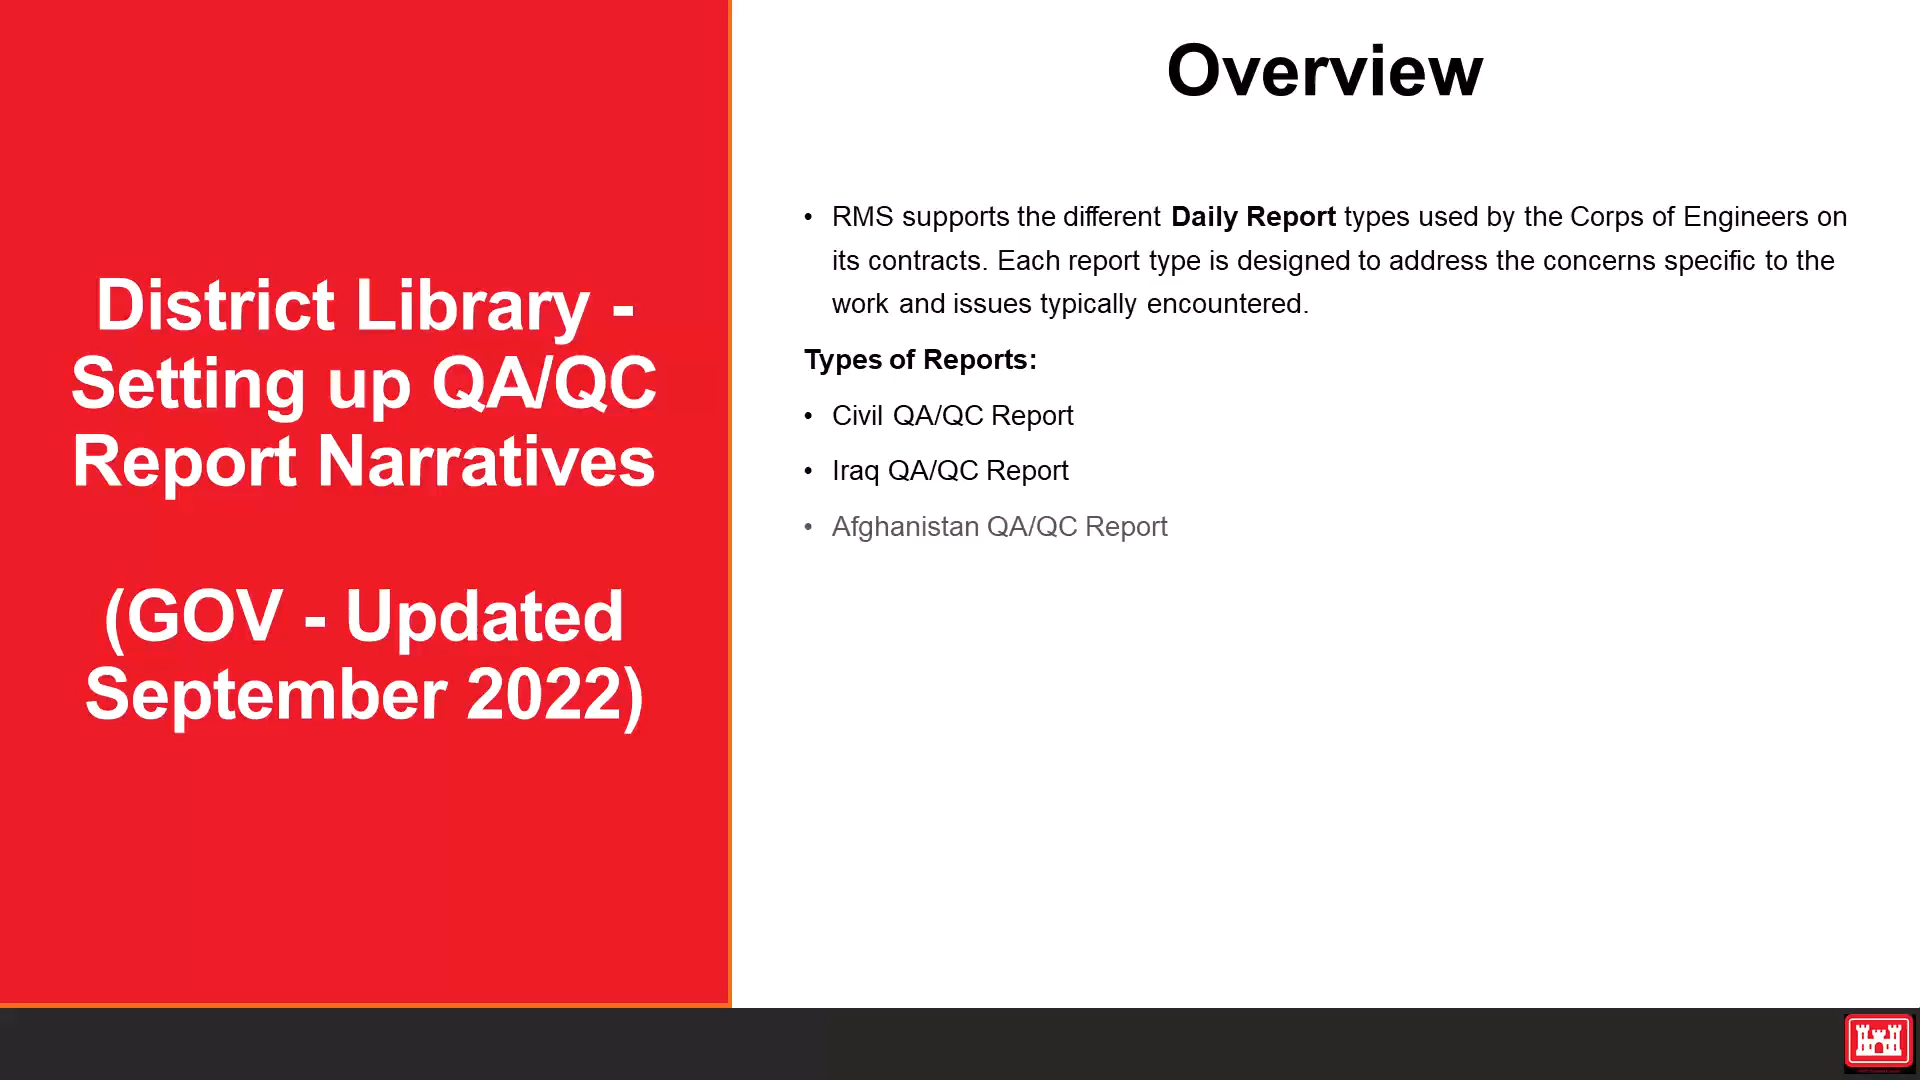 District Library -
Setting up QA/QC
Report Narratives
(GOV - Updated
September 2022)
Overview
• RMS supports the different Daily Report types used by the Corps of Engineers on
its contracts. Each report type is designed to address the concerns specific to the
work and issues typically encountered.
Types of Reports:
• Civil QA/QC Report
• Iraq QA/QC Report
• Afghanistan QA/QC Report